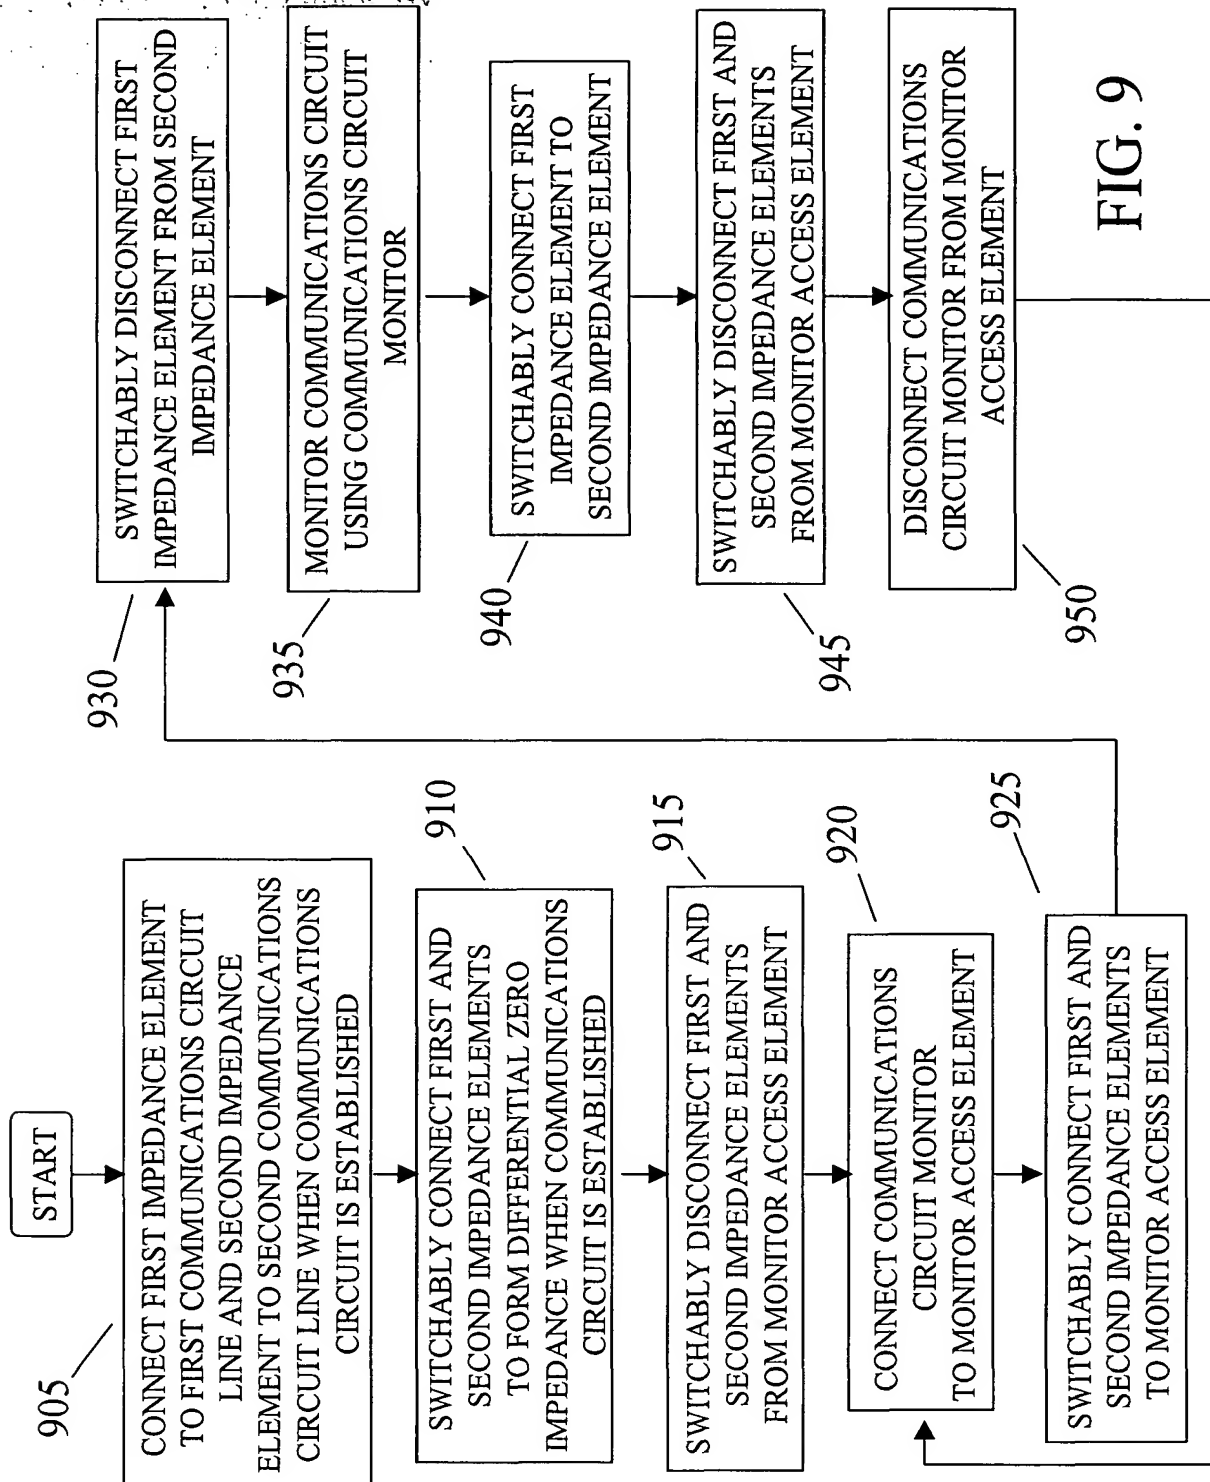 START
905
CONNECT FIRST IMPEDANCE ELEMENT
TO FIRST COMMUNICATIONS CIRCUIT
LINE AND SECOND IMPEDANCE
ELEMENT TO SECOND COMMUNICATIONS
CIRCUIT LINE WHEN COMMUNICATIONS
CIRCUIT IS ESTABLISHED
910
SWITCHABLY CONNECT FIRST AND
SECOND IMPEDANCE ELEMENTS
TO FORM DIFFERENTIAL ZERO
IMPEDANCE WHEN COMMUNICATIONS
CIRCUIT IS ESTABLISHED
915
SWITCHABLY DISCONNECT FIRST AND
SECOND IMPEDANCE ELEMENTS
FROM MONITOR ACCESS ELEMENT
920
CONNECT COMMUNICATIONS
CIRCUIT MONITOR
TO MONITOR ACCESS ELEMENT
925
SWITCHABLY CONNECT FIRST AND
SECOND IMPEDANCE ELEMENTS
TO MONITOR ACCESS ELEMENT
930
SWITCHABLY DISCONNECT FIRST
IMPEDANCE ELEMENT FROM SECOND
IMPEDANCE ELEMENT
935
MONITOR COMMUNICATIONS CIRCUIT
USING COMMUNICATIONS CIRCUIT
MONITOR
940
SWITCHABLY CONNECT FIRST
IMPEDANCE ELEMENT TO
SECOND IMPEDANCE ELEMENT
945
SWITCHABLY DISCONNECT FIRST AND
SECOND IMPEDANCE ELEMENTS
FROM MONITOR ACCESS ELEMENT
950
DISCONNECT COMMUNICATIONS
CIRCUIT MONITOR FROM MONITOR
ACCESS ELEMENT
FIG. 9